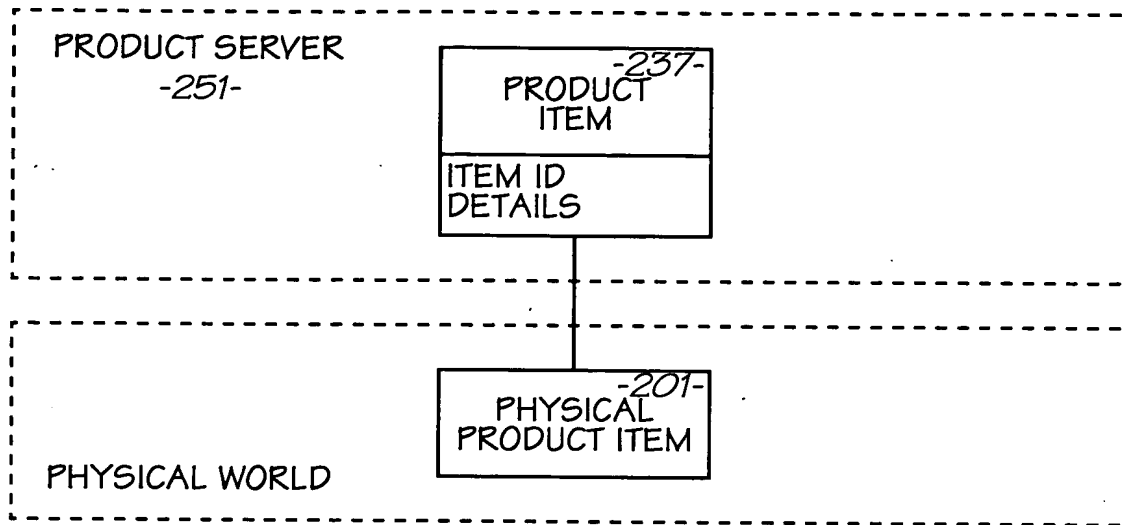 PRODUCT SERVER
-251-
-237-
PRODUCT
ITEM
ITEM ID
DETAILS
-201-
PHYSICAL
PRODUCT ITEM
PHYSICAL WORLD